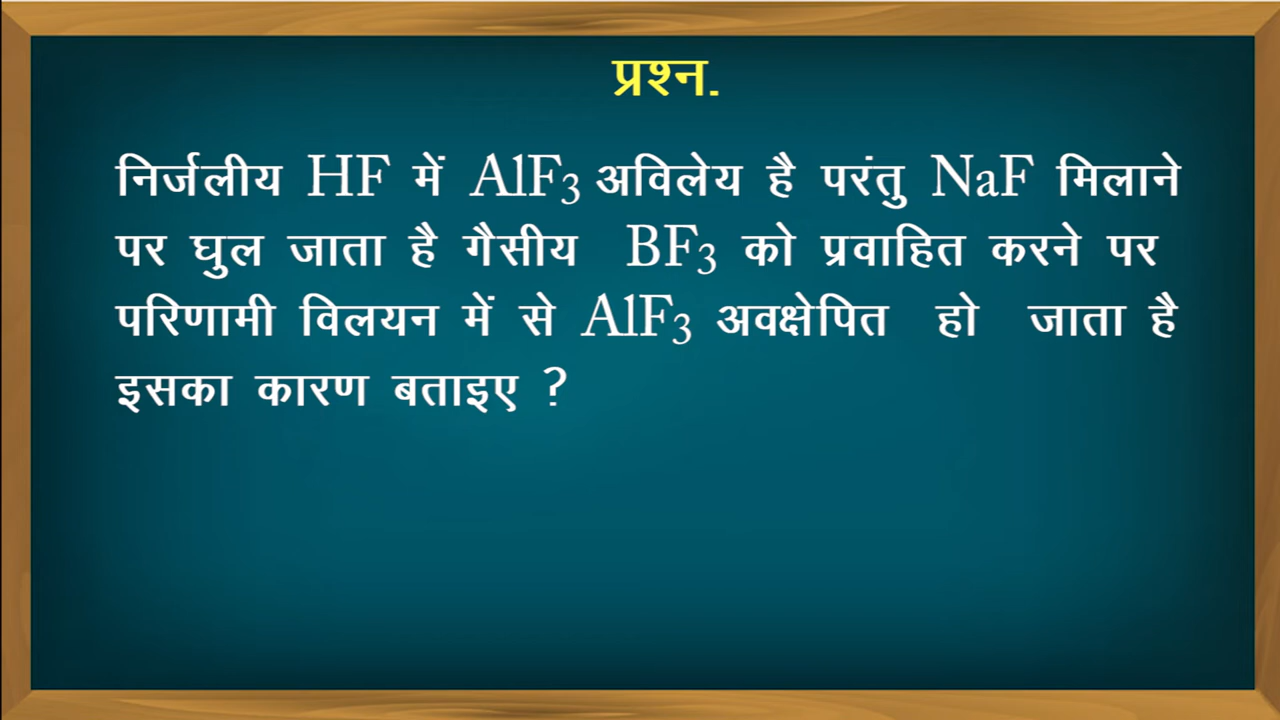 प्रश्न.
निर्जलीय HF में AlF₃ अविलेय है परंतु NaF मिलाने
पर घुल जाता है गैसीय BF₃ को प्रवाहित करने पर
परिणामी विलयन में से AlF₃ अवक्षेपित हो जाता है
इसका कारण बताइए ?